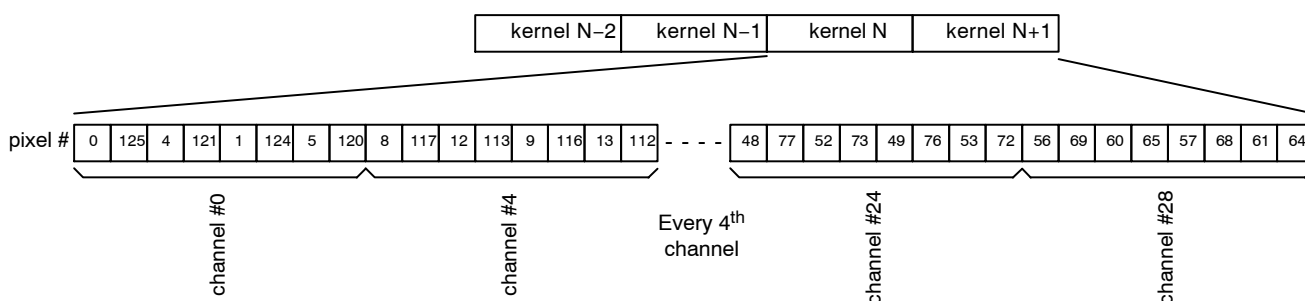 kernel N−2 kernel N−1 kernel N kernel N+1
pixel # 0 125 4 121 1 124 5 120 8 117 12 113 9 116 13 112 - - - - 48 77 52 73 49 76 53 72 56 69 60 65 57 68 61 64
channel #0
channel #4
Every 4th
channel
channel #24
channel #28